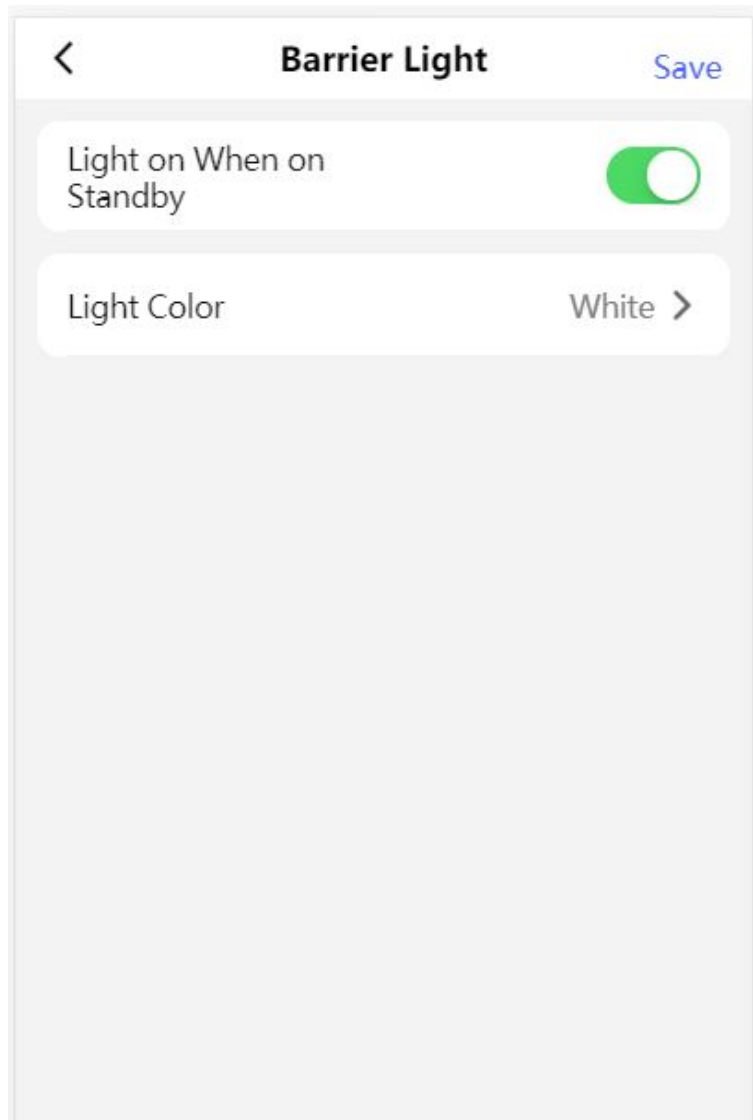 Barrier Light
Save
Light on When on
Standby
Light Color
White